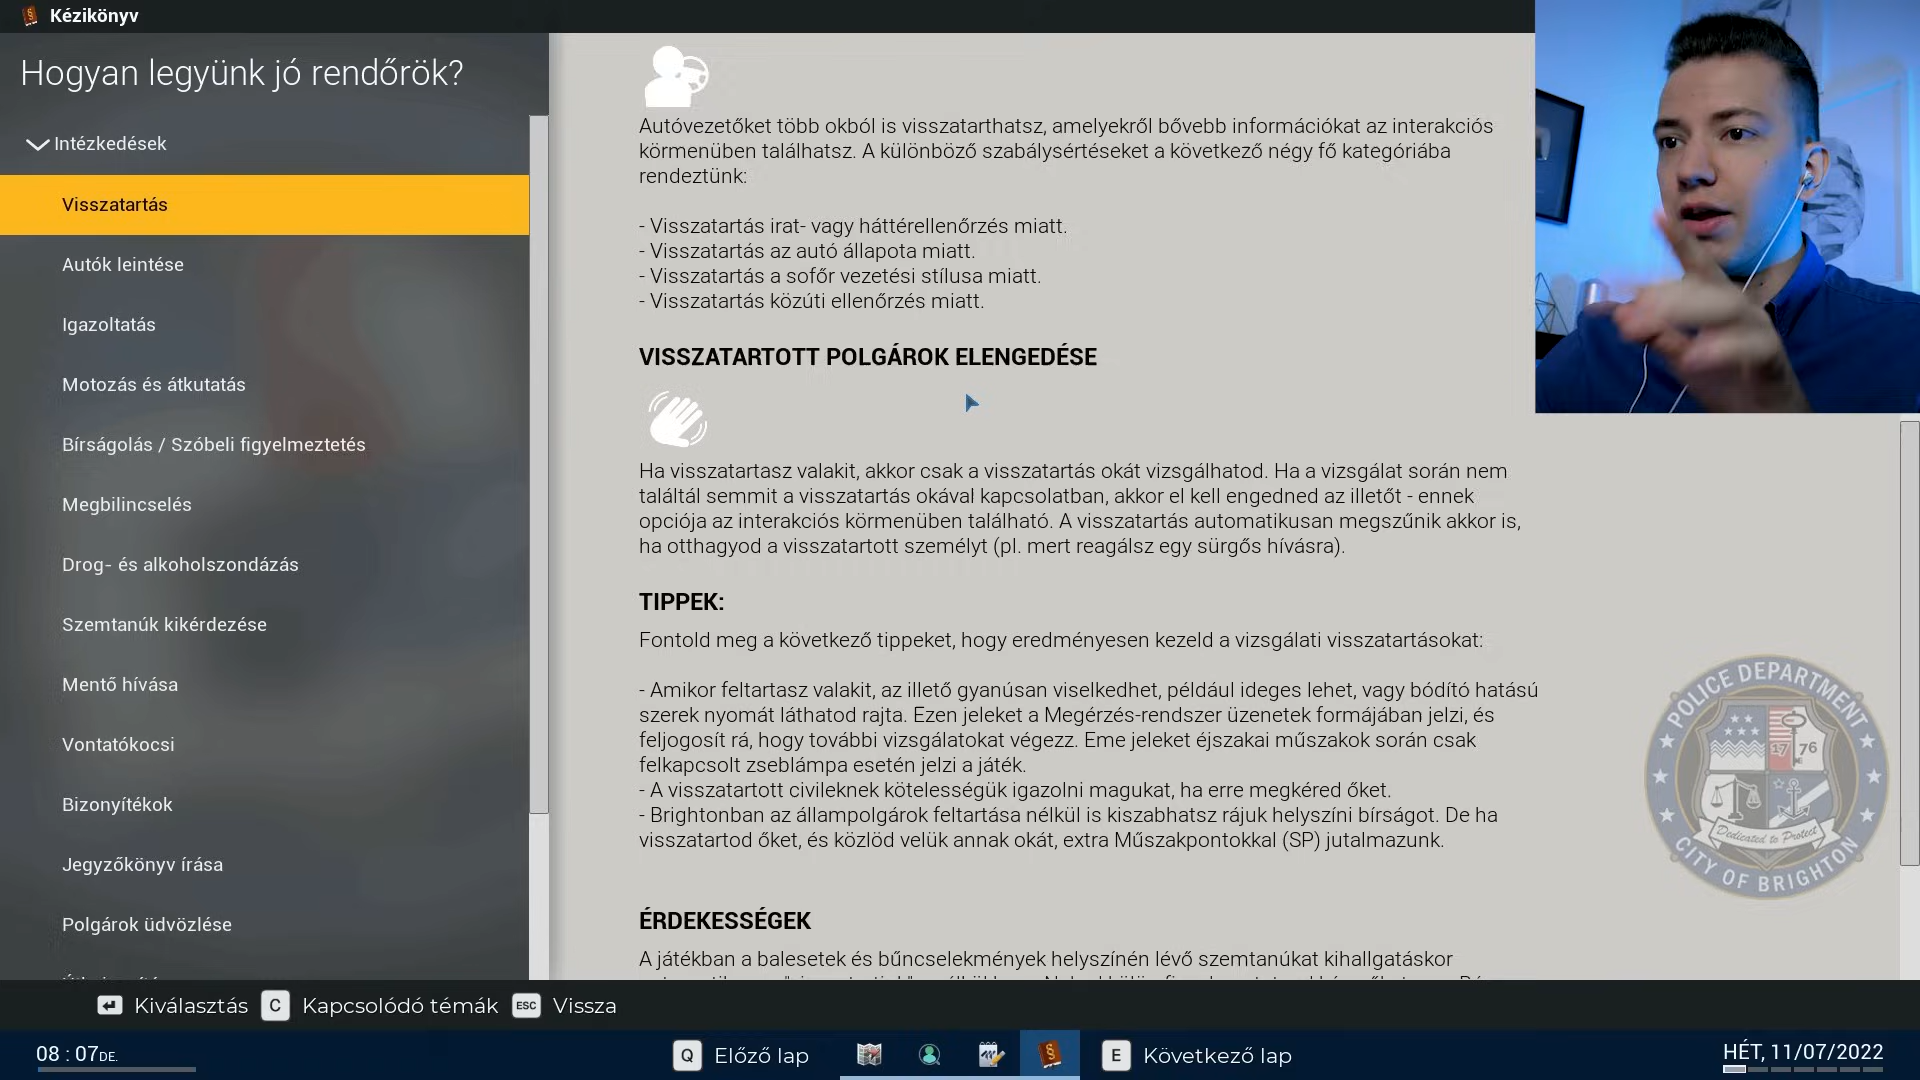 Kézikönyv
Hogyan legyünk jó rendőrök?
Intézkedések
Visszatartás
Autók leintése
Igazoltatás
Motozás és átkutatás
Bírságolás / Szóbeli figyelmeztetés
Megbilincselés
Drog- és alkoholszondázás
Szemtanúk kikérdezése
Mentő hívása
Vontatókocsi
Bizonyítékok
Jegyzőkönyv írása
Polgárok üdvözlése
Autóvezetőket több okból is visszatarthatsz, amelyekről bővebb információkat az interakciós
körmenüben találhatsz. A különböző szabálysértéseket a következő négy fő kategóriába
rendeztünk:
- Visszatartás irat- vagy háttérellenőrzés miatt.
- Visszatartás az autó állapota miatt.
- Visszatartás a sofőr vezetési stílusa miatt.
- Visszatartás közúti ellenőrzés miatt.
VISSZATARTOTT POLGÁROK ELENGEDÉSE
Ha visszatartasz valakit, akkor csak a visszatartás okát vizsgálhatod. Ha a vizsgálat során nem
találtál semmit a visszatartás okával kapcsolatban, akkor el kell engedned az illetőt - ennek
opciója az interakciós körmenüben található. A visszatartás automatikusan megszűnik akkor is,
ha otthagyod a visszatartott személyt (pl. mert reagálsz egy sürgős hívásra).
TIPPEK:
Fontold meg a következő tippeket, hogy eredményesen kezeld a vizsgálati visszatartásokat:
- Amikor feltartasz valakit, az illető gyanúsan viselkedhet, például ideges lehet, vagy bódító hatású
szerek nyomát láthatod rajta. Ezen jeleket a Megérzés-rendszer üzenetek formájában jelzi, és
feljogosít rá, hogy további vizsgálatokat végezz. Eme jeleket éjszakai műszakok során csak
felkapcsolt zseblámpa esetén jelzi a játék.
- A visszatartott civileknek kötelességük igazolni magukat, ha erre megkéred őket.
- Brightonban az állampolgárok feltartása nélkül is kiszabhatsz rájuk helyszíni bírságot. De ha
visszatartod őket, és közlöd velük annak okát, extra Műszakpontokkal (SP) jutalmazunk.
ÉRDEKESSÉGEK
A játékban a balesetek és bűncselekmények helyszínén lévő szemtanúkat kihallgatáskor
POLICE DEPARTMENT
17 76
Dedicated to Protect
CITY OF BRIGHTON
Kiválasztás C Kapcsolódó témák ESC Vissza
08 : 07 DE.
Q Előző lap E Következő lap
HÉT, 11/07/2022